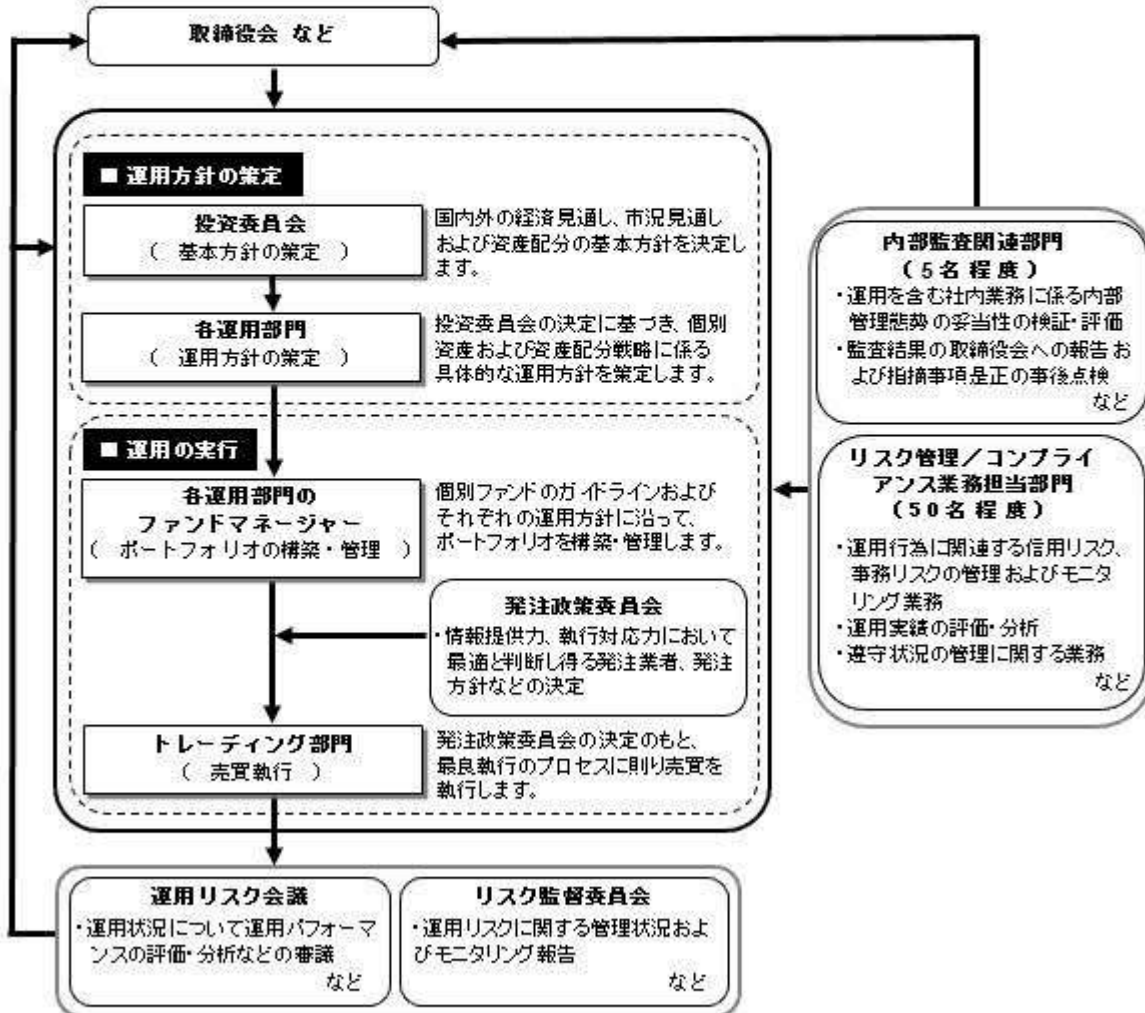 取締役会 など
■ 運用方針の策定
投資委員会
( 基本方針の策定 )
国内外の経済見通し、市況見通し
および資産配分の基本方針を決定し
ます。
各運用部門
( 運用方針の策定 )
投資委員会の決定に基づき、個別
資産および資産配分戦略に係る
具体的な運用方針を策定します。
■ 運用の実行
各運用部門の
ファンドマネージャー
( ポートフォリオの構築・管理 )
個別ファンドのガイドラインおよび
それぞれの運用方針に沿って、
ポートフォリオを構築・管理します。
発注政策委員会
・情報提供力、執行対応力において
最適と判断し得る発注業者、発注
方針などの決定
トレーディング部門
( 売買執行 )
発注政策委員会の決定のもと、
最良執行のプロセスに則り売買を
執行します。
運用リスク会議
・運用状況について運用パフォーマ
ンスの評価・分析などの審議
など
リスク監督委員会
・運用リスクに関する管理状況およ
びモニタリング報告
など
内部監査関連部門
(5名程度)
・運用を含む社内業務に係る内部
管理態勢の妥当性の検証・評価
・監査結果の取締役会への報告お
よび指摘事項是正の事後点検
など
リスク管理/コンプライ
アンス業務担当部門
(50名程度)
・運用行為に関連する信用リスク、
事務リスクの管理およびモニタ
リング業務
・運用実績の評価・分析
・遵守状況の管理に関する業務
など